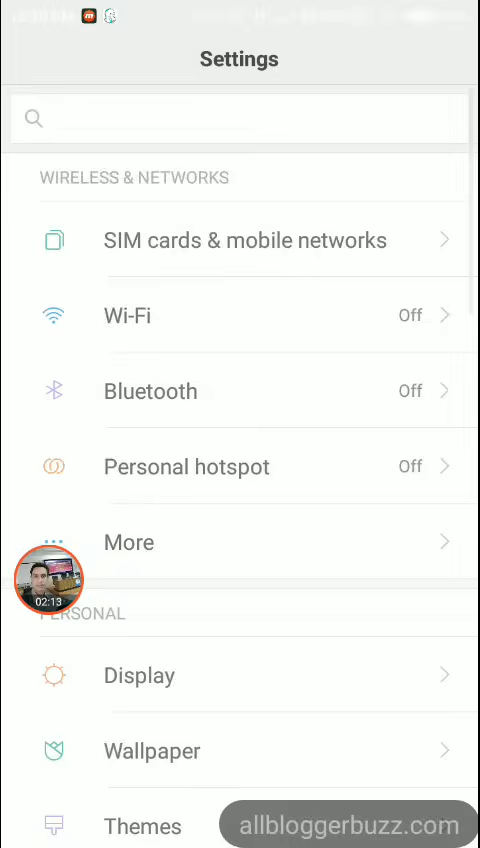 Settings
WIRELESS & NETWORKS
SIM cards & mobile networks
Wi-Fi Off
Bluetooth Off
Personal hotspot Off
More
02:13
PERSONAL
Display
Wallpaper
Themes
allbloggerbuzz.com